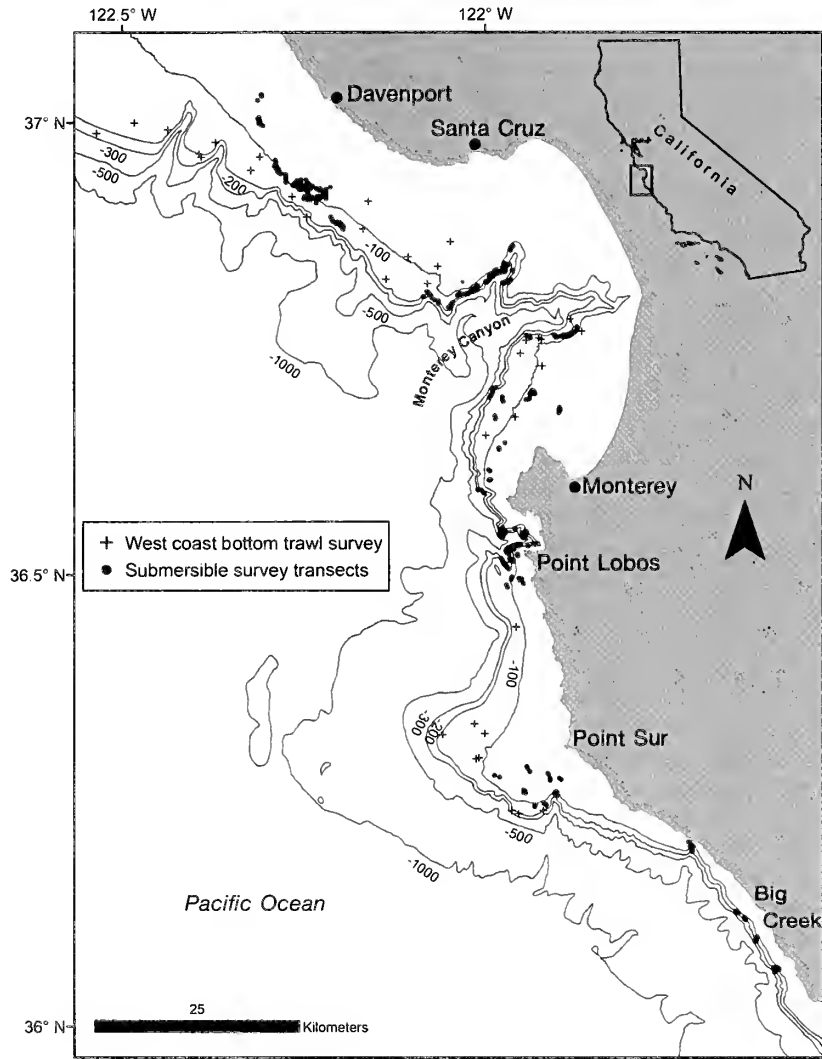 122.5° W
122° W
37° N
Davenport
Santa Cruz
California
-300
-500
-200
-100
-500
-1000
Monterey Canyon
Monterey
N
West coast bottom trawl survey
Submersible survey transects
Point Lobos
36.5° N
-100
-300
-200
Point Sur
-500
-1000
Big
Creek
Pacific Ocean
25
Kilometers
36° N